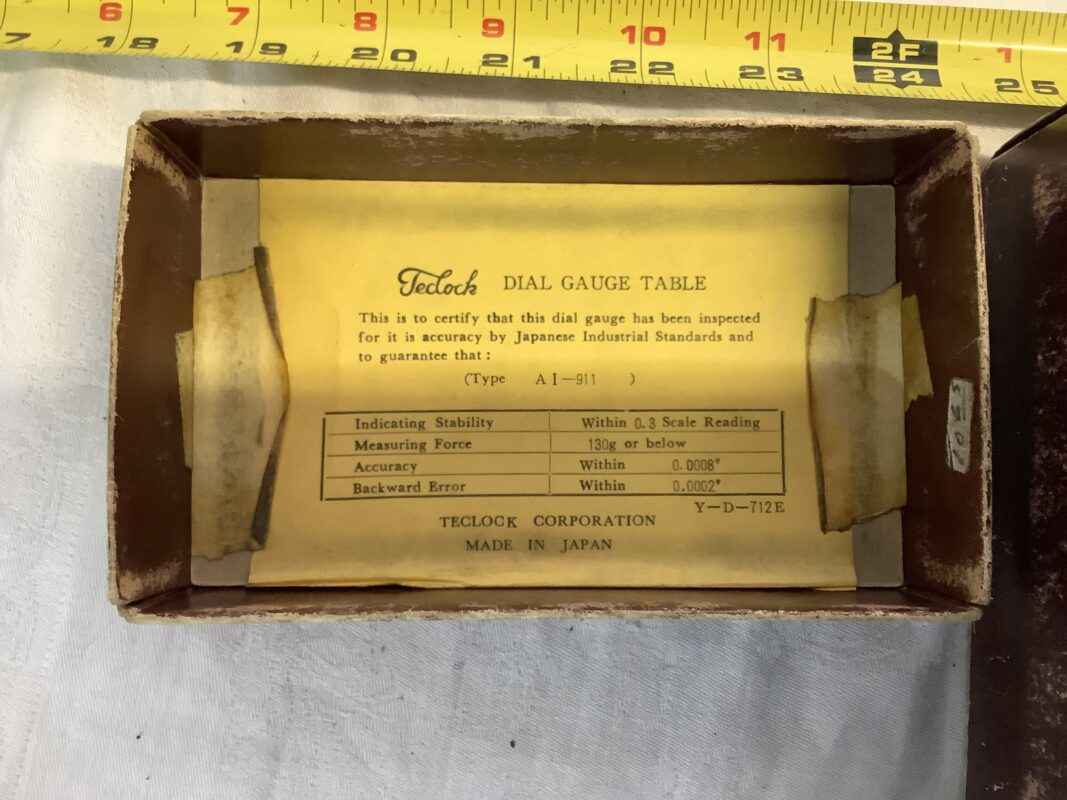 6 7 8 9 10 11 2F 1
7 18 19 20 21 22 23 24 25
Teclock DIAL GAUGE TABLE
This is to certify that this dial gauge has been inspected
for it is accuracy by Japanese Industrial Standards and
to guarantee that :
(Type AI-911 )
Indicating Stability Within 0.3 Scale Reading
Measuring Force 130g or below
Accuracy Within 0.0008"
Backward Error Within 0.0002"
Y-D-712E
TECLOCK CORPORATION
MADE IN JAPAN